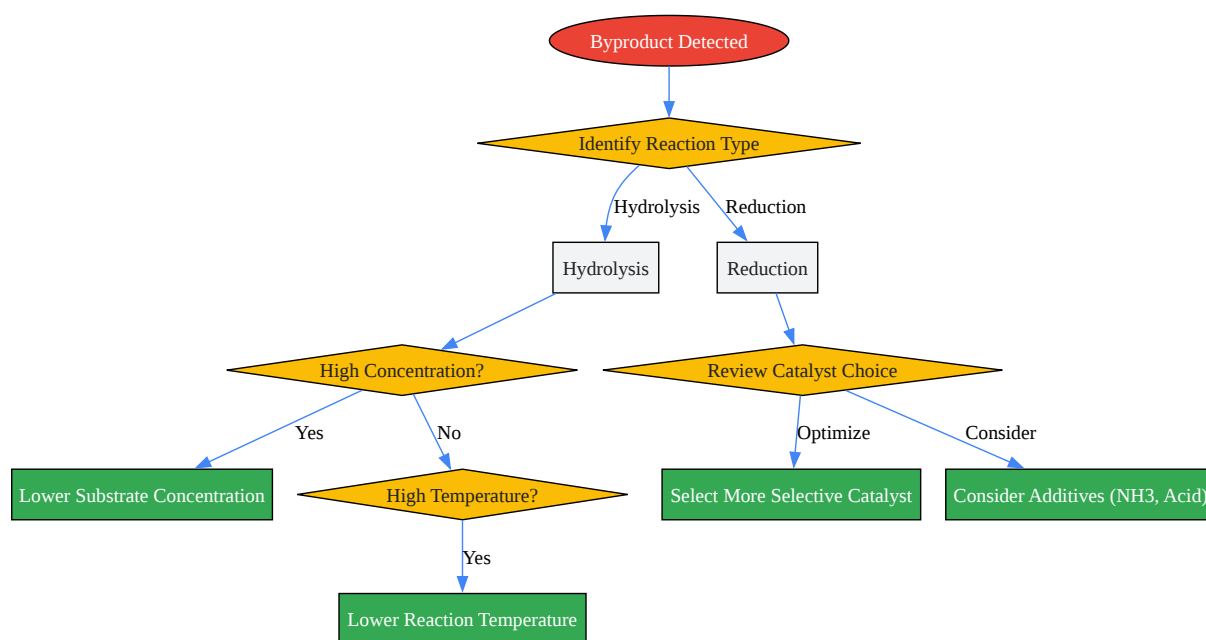 Byproduct Detected
Identify Reaction Type
Hydrolysis
Reduction
Hydrolysis
Reduction
High Concentration?
Review Catalyst Choice
Yes
No
Optimize
Consider
Lower Substrate Concentration
High Temperature?
Select More Selective Catalyst
Consider Additives (NH3, Acid)
Yes
Lower Reaction Temperature